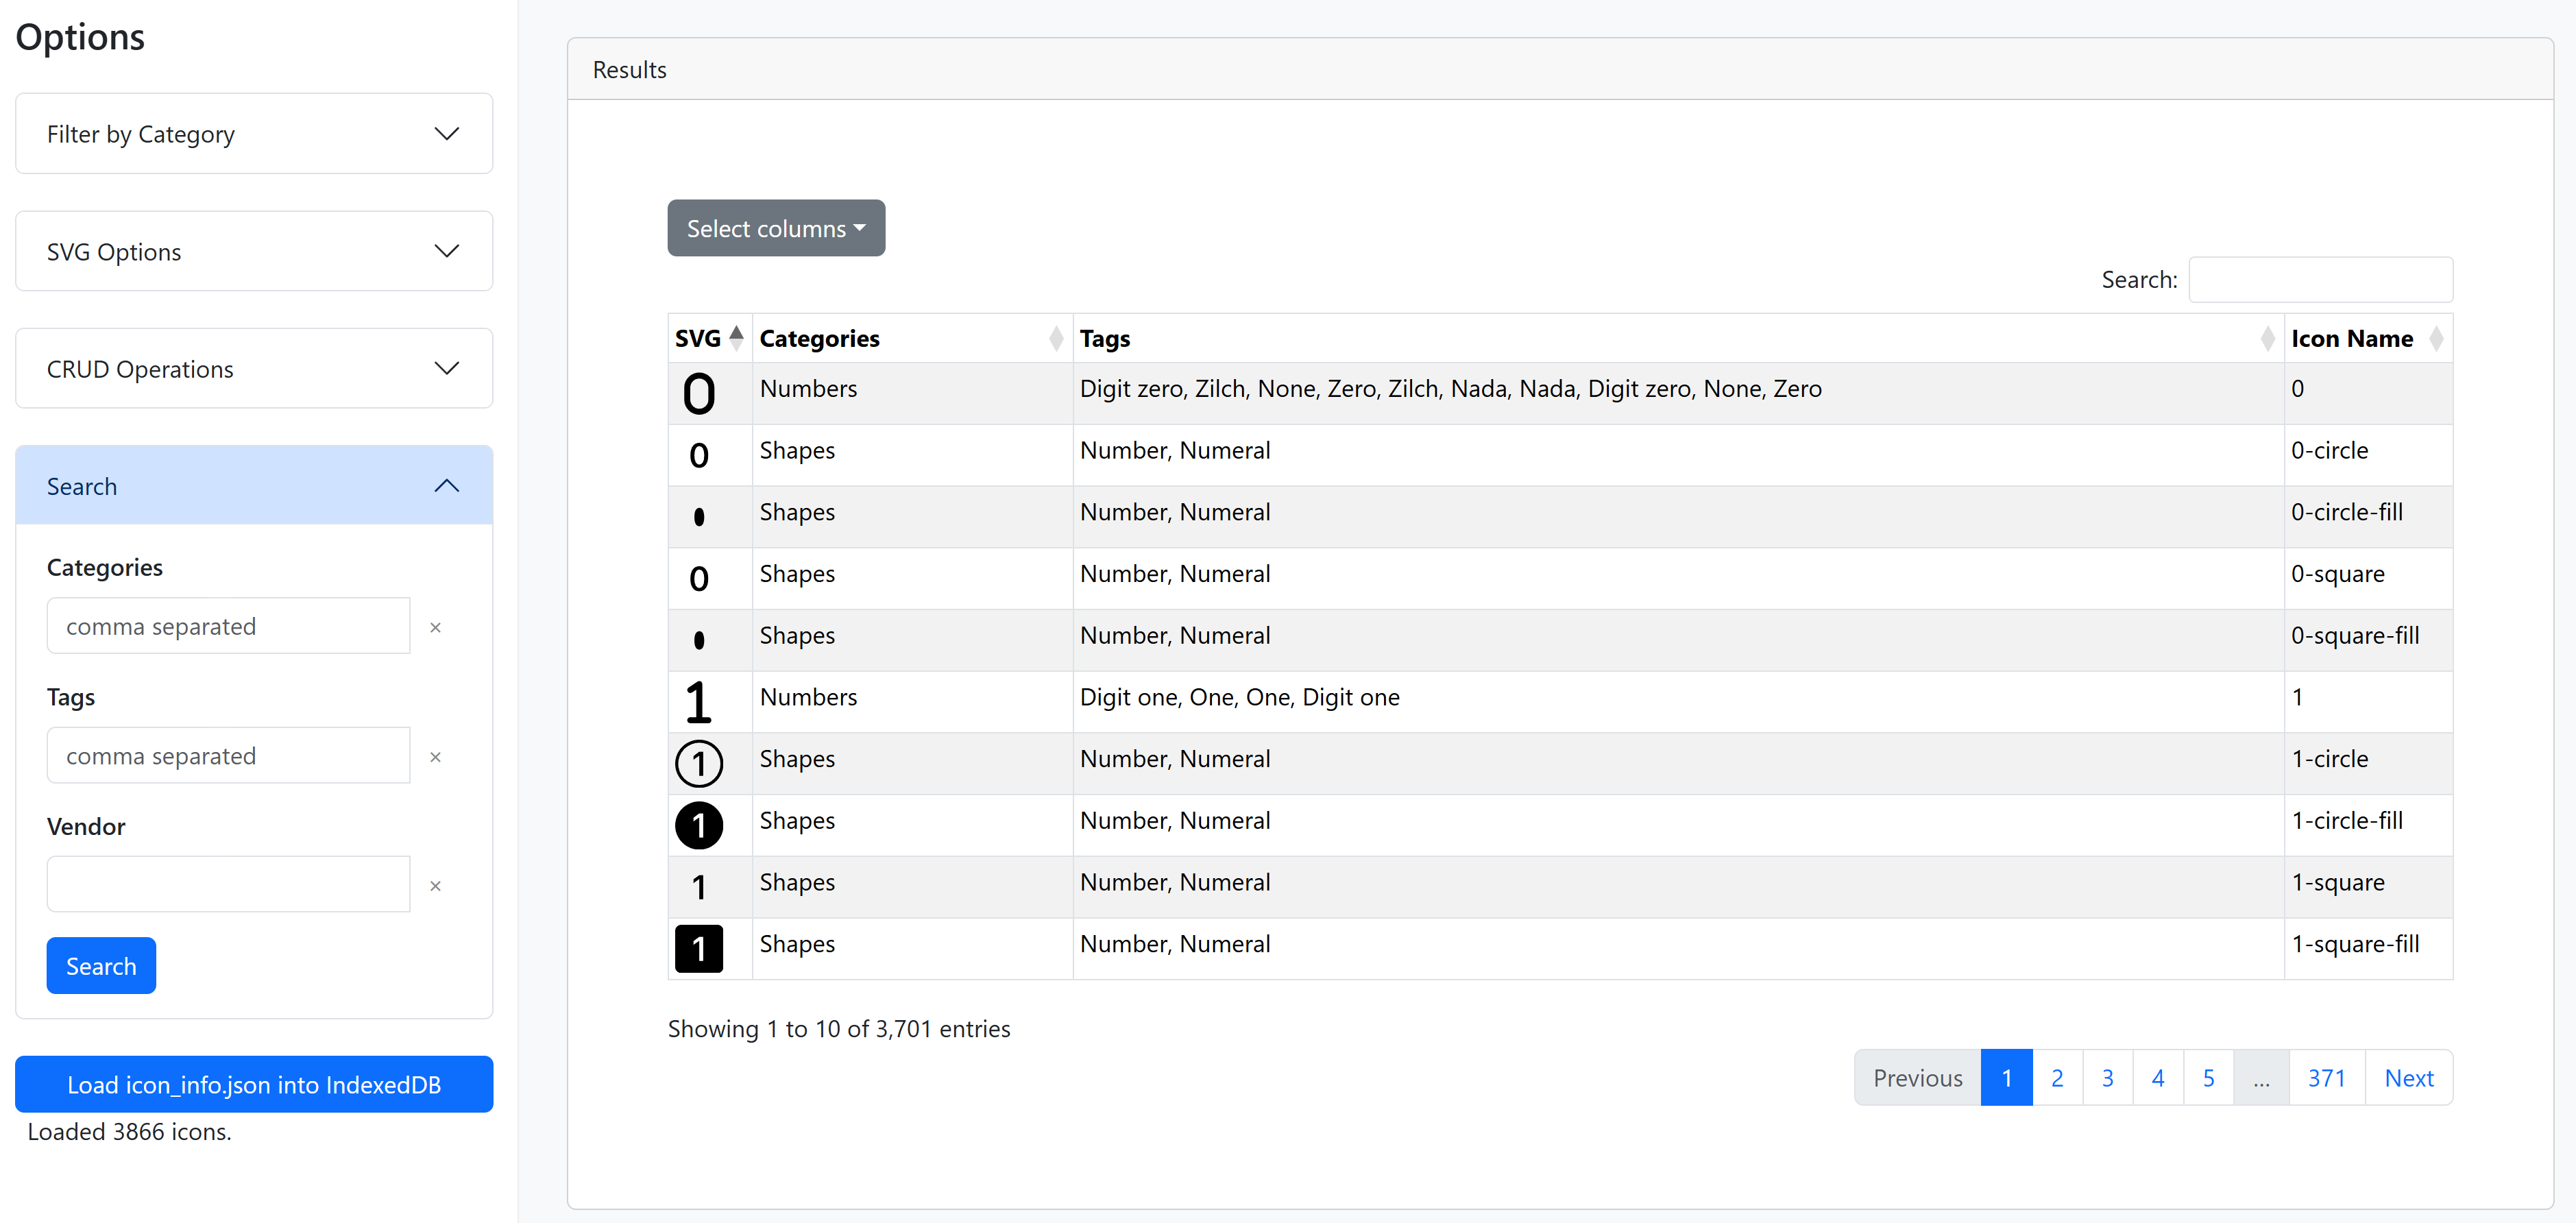 Options
Filter by Category
SVG Options
CRUD Operations
Search
Categories
comma separated ×
Tags
comma separated ×
Vendor
×
Search
Load icon_info.json into IndexedDB
Loaded 3866 icons.
Results
Select columns
Search:
SVG Categories Tags Icon Name
0 Numbers Digit zero, Zilch, None, Zero, Zilch, Nada, Nada, Digit zero, None, Zero 0
0 Shapes Number, Numeral 0-circle
Shapes Number, Numeral 0-circle-fill
0 Shapes Number, Numeral 0-square
Shapes Number, Numeral 0-square-fill
1 Numbers Digit one, One, One, Digit one 1
1 Shapes Number, Numeral 1-circle
1 Shapes Number, Numeral 1-circle-fill
1 Shapes Number, Numeral 1-square
1 Shapes Number, Numeral 1-square-fill
Showing 1 to 10 of 3,701 entries
Previous 1 2 3 4 5 ... 371 Next